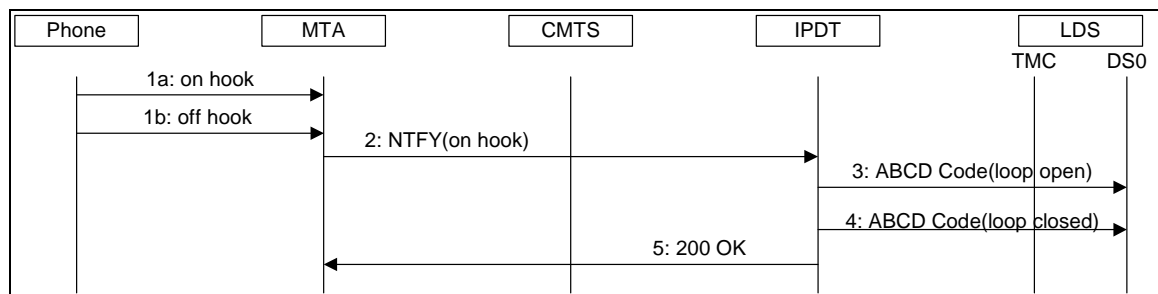 Phone MTA CMTS IPDT LDS
TMC DS0
1a: on hook
1b: off hook
2: NTFY(on hook)
3: ABCD Code(loop open)
4: ABCD Code(loop closed)
5: 200 OK